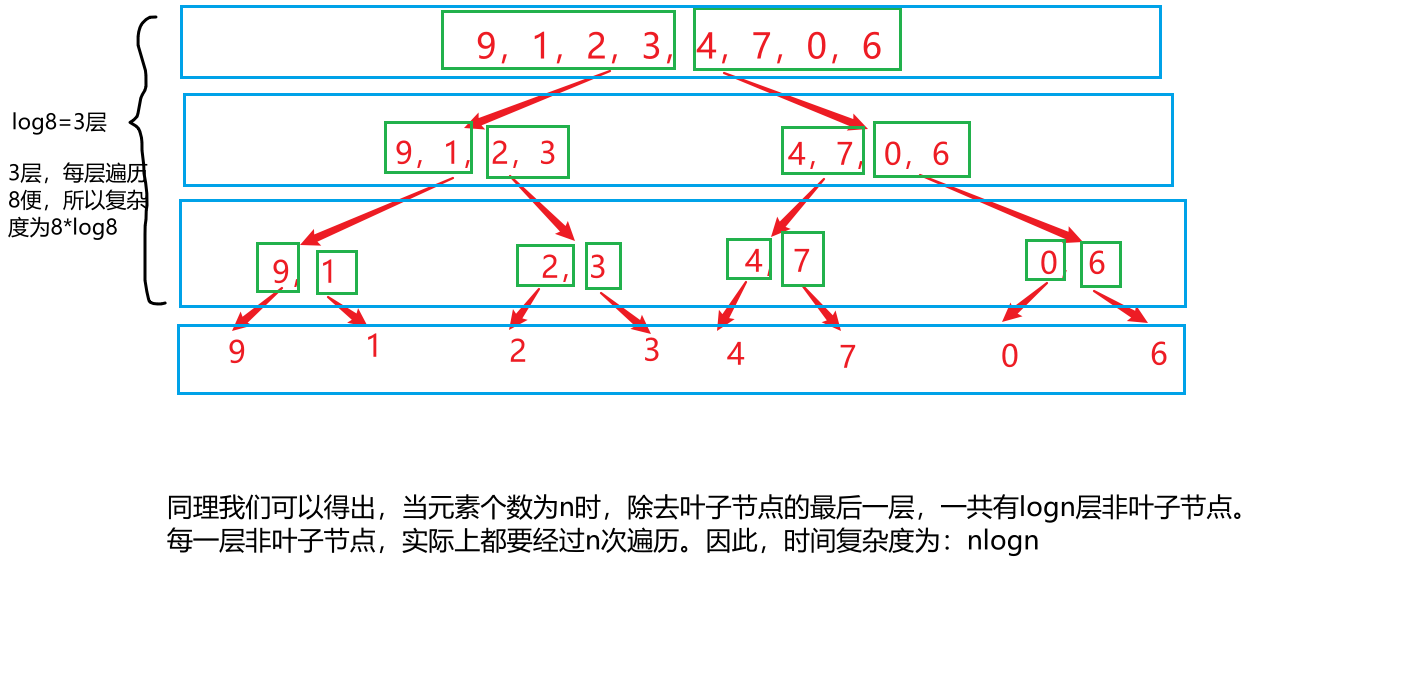 9, 1, 2, 3, 4, 7, 0, 6
log8=3层
9, 1, 2, 3 4, 7, 0, 6
3层，每层遍历
8便，所以复杂
度为8*log8
9, 1 2, 3 4, 7 0, 6
9 1 2 3 4 7 0 6
同理我们可以得出，当元素个数为n时，除去叶子节点的最后一层，一共有logn层非叶子节点。
每一层非叶子节点，实际上都要经过n次遍历。因此，时间复杂度为：nlogn